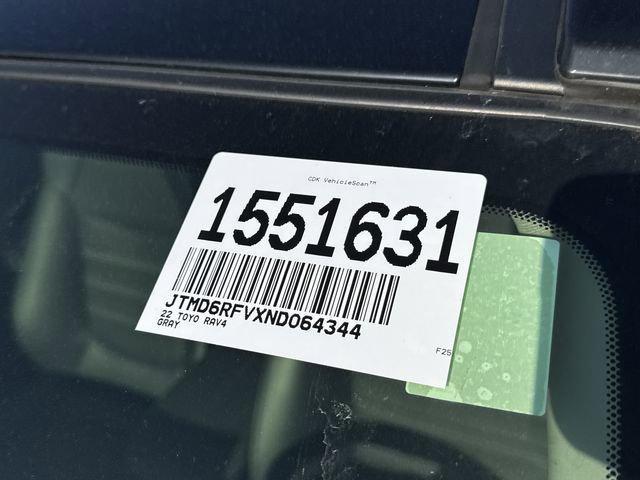 CDK VehicleScan™
1551631
JTMD6RFVXND064344
22 TOYO RAV4
GRAY
F25